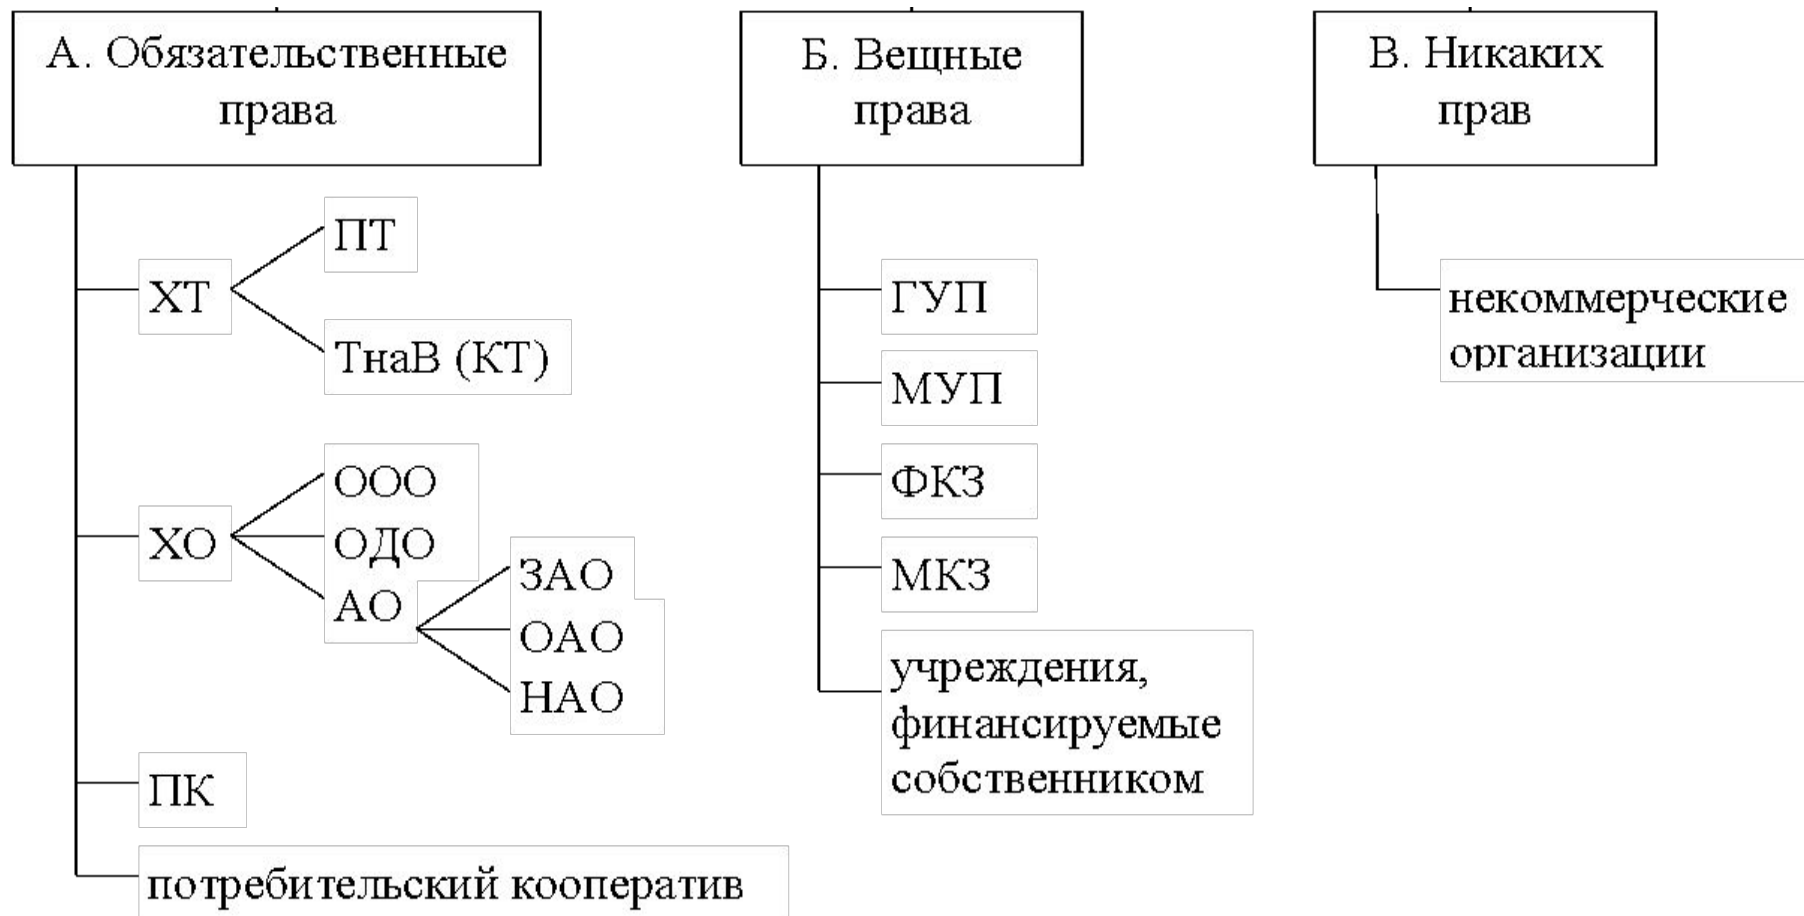 А. Обязательственные
права
ХТ
ПТ
ТнаВ (КТ)
ХО
ООО
ОДО
АО
ЗАО
ОАО
НАО
ПК
потребительский кооператив
Б. Вещные
права
ГУП
МУП
ФКЗ
МКЗ
учреждения,
финансируемые
собственником
В. Никаких
прав
некоммерческие
организации